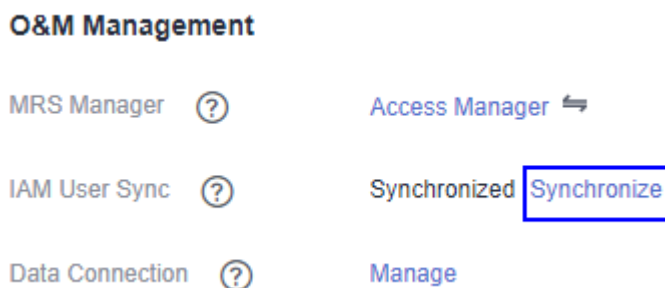 O&M Management
MRS Manager ? Access Manager ⇋
IAM User Sync ? Synchronized Synchronize
Data Connection ? Manage